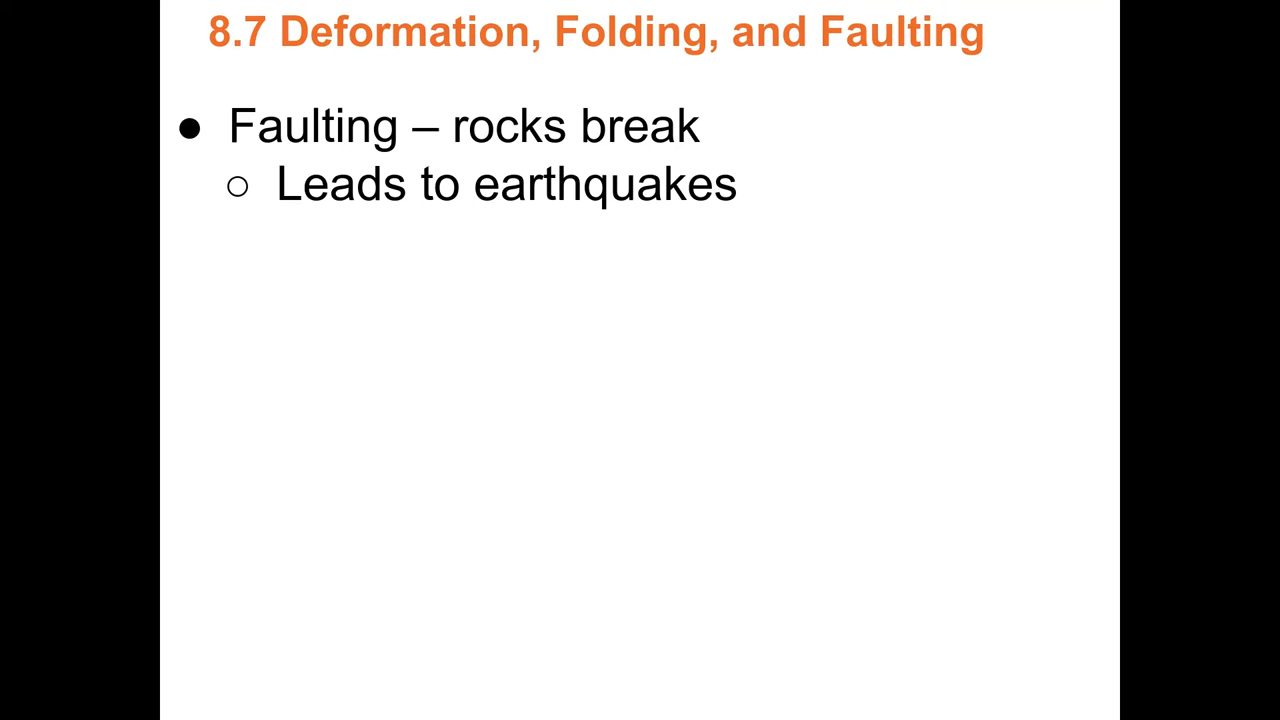 8.7 Deformation, Folding, and Faulting
● Faulting – rocks break
○ Leads to earthquakes